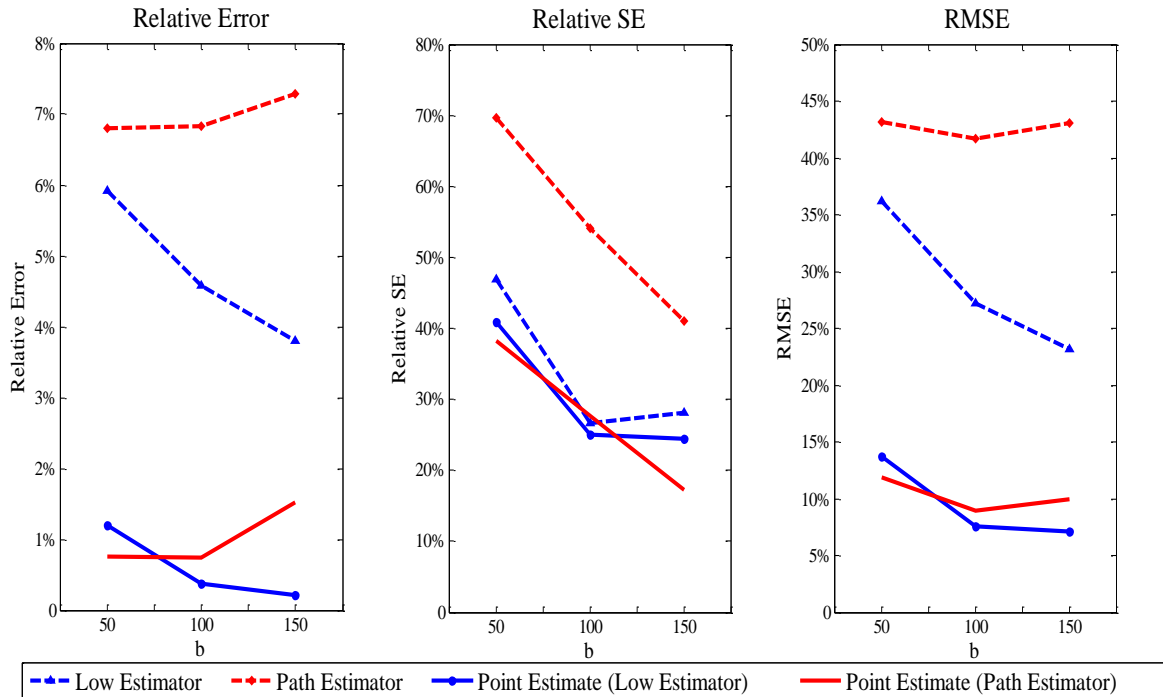 Relative Error
8%
7%
6%
5%
4%
3%
2%
1%
0
Relative Error
50 100 150
b
Relative SE
80%
70%
60%
50%
40%
30%
20%
10%
0
Relative SE
50 100 150
b
RMSE
50%
45%
40%
35%
30%
25%
20%
15%
10%
5%
0
RMSE
50 100 150
b
Low Estimator Path Estimator Point Estimate (Low Estimator) Point Estimate (Path Estimator)